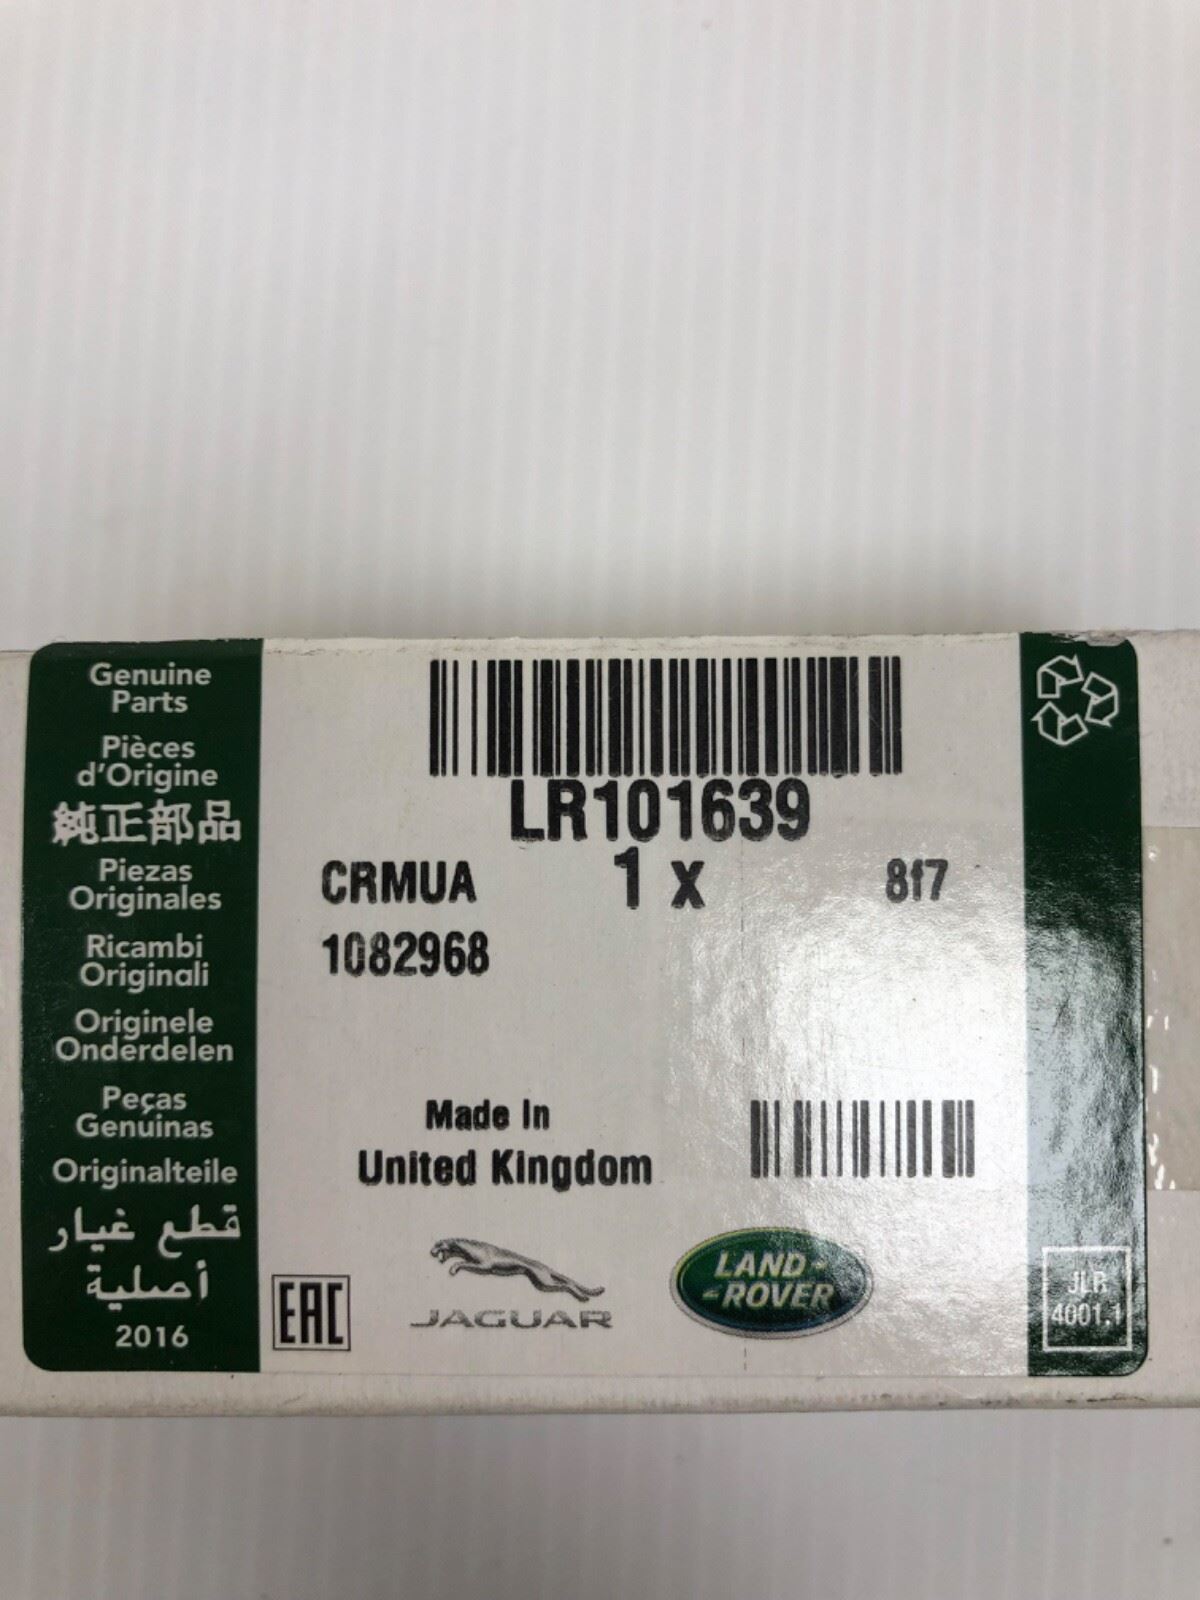 Genuine
Parts
Pièces
d'Origine
純正部品
Piezas
Originales
Ricambi
Originali
Originele
Onderdelen
Peças
Genuinas
Originalteile
قطع غيار
أصلية
2016
LR101639
CRMUA 1 x 8f7
1082968
Made In
United Kingdom
EAC
JAGUAR
LAND-
-ROVER
JLR
4001.1